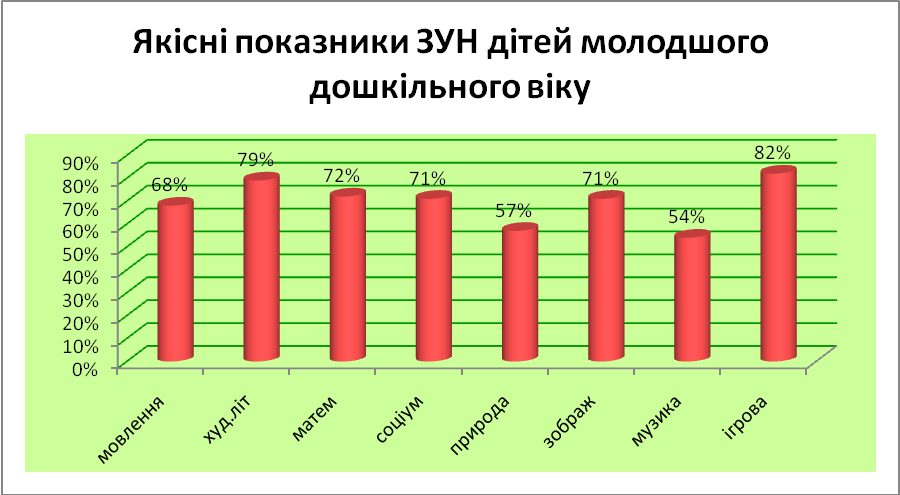 Якісні показники ЗУН дітей молодшого
дошкільного віку
90%
80%
70%
60%
50%
40%
30%
20%
10%
0%
68%
79%
72%
71%
57%
71%
54%
82%
мовлення
худ.літ
матем
соціум
природа
зображ
музика
ігрова